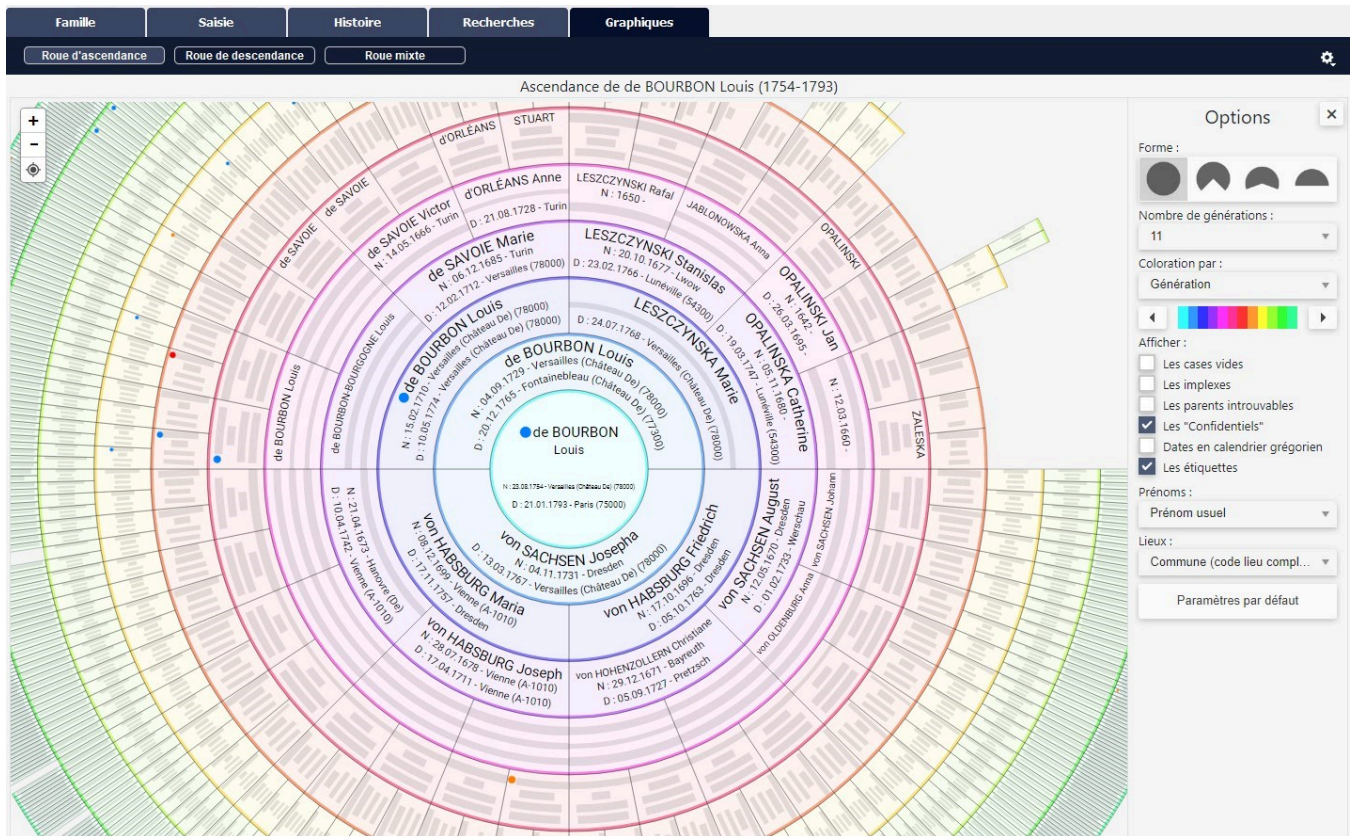 Famille
Saisie
Histoire
Recherches
Graphiques
Roue d'ascendance
Roue de descendance
Roue mixte
Ascendance de de BOURBON Louis (1754-1793)
+
−
de BOURBON
Louis
N : 23.08.1754 - Versailles (Château De) (78000)
D : 21.01.1793 - Paris (75000)
de BOURBON Louis
N : 04.09.1729 - Versailles (Château De) (78000)
D : 20.12.1765 - Fontainebleau (Château De) (77300)
von SACHSEN Josepha
N : 04.11.1731 - Dresden
D : 13.03.1767 - Versailles (Château De) (78000)
de BOURBON Louis
N : 15.02.1710 - Versailles (Château De) (78000)
D : 10.05.1774 - Versailles (Château De) (78000)
LESZCZYNSKA Marie
D : 24.07.1768 - Versailles (Château De) (78000)
von HABSBURG Friedrich
N : 17.10.1696 - Dresden
D : 05.10.1763 - Dresden
von HABSBURG Maria
N : 08.12.1699 - Vienne (A-1010)
D : 17.11.1757 - Dresden
de BOURBON-BOURGOGNE Louis
de SAVOIE Marie
N : 06.12.1685 - Turin
D : 12.02.1712 - Versailles (78000)
LESZCZYNSKI Stanislas
N : 20.10.1677 - Lwow
D : 23.02.1766 - Lunéville (54300)
OPALINSKA Catherine
N : 05.11.1680 -
D : 19.03.1747 - Lunéville (54300)
von SACHSEN August
N : 12.05.1670 - Dresden
D : 01.02.1733 - Werschau
von HOHENZOLLERN Christiane
N : 29.12.1671 - Bayreuth
D : 05.09.1727 - Pretzsch
von HABSBURG Joseph
N : 28.07.1678 - Vienne (A-1010)
D : 17.04.1711 - Vienne (A-1010)
N : 21.04.1673 - Hanovre (De)
D : 10.04.1742 - Vienne (A-1010)
de BOURBON Louis
de SAVOIE Victor
N : 14.05.1666 - Turin
d'ORLÉANS Anne
D : 21.08.1728 - Turin
LESZCZYNSKI Rafal
N : 1650 -
JABLONOWSKA Anna
OPALINSKI Jan
N : 1642 -
D : 26.03.1695 -
N : 12.03.1660 -
von SACHSEN Johann
von OLDENBURG Anna
de SAVOIE
de SAVOIE
d'ORLÉANS
STUART
OPALINSKI
ZALESKA
Options
×
Forme :
Nombre de générations :
11
Coloration par :
Génération
Afficher :
Les cases vides
Les implexes
Les parents introuvables
Les "Confidentiels"
Dates en calendrier grégorien
Les étiquettes
Prénoms :
Prénom usuel
Lieux :
Commune (code lieu compl...
Paramètres par défaut